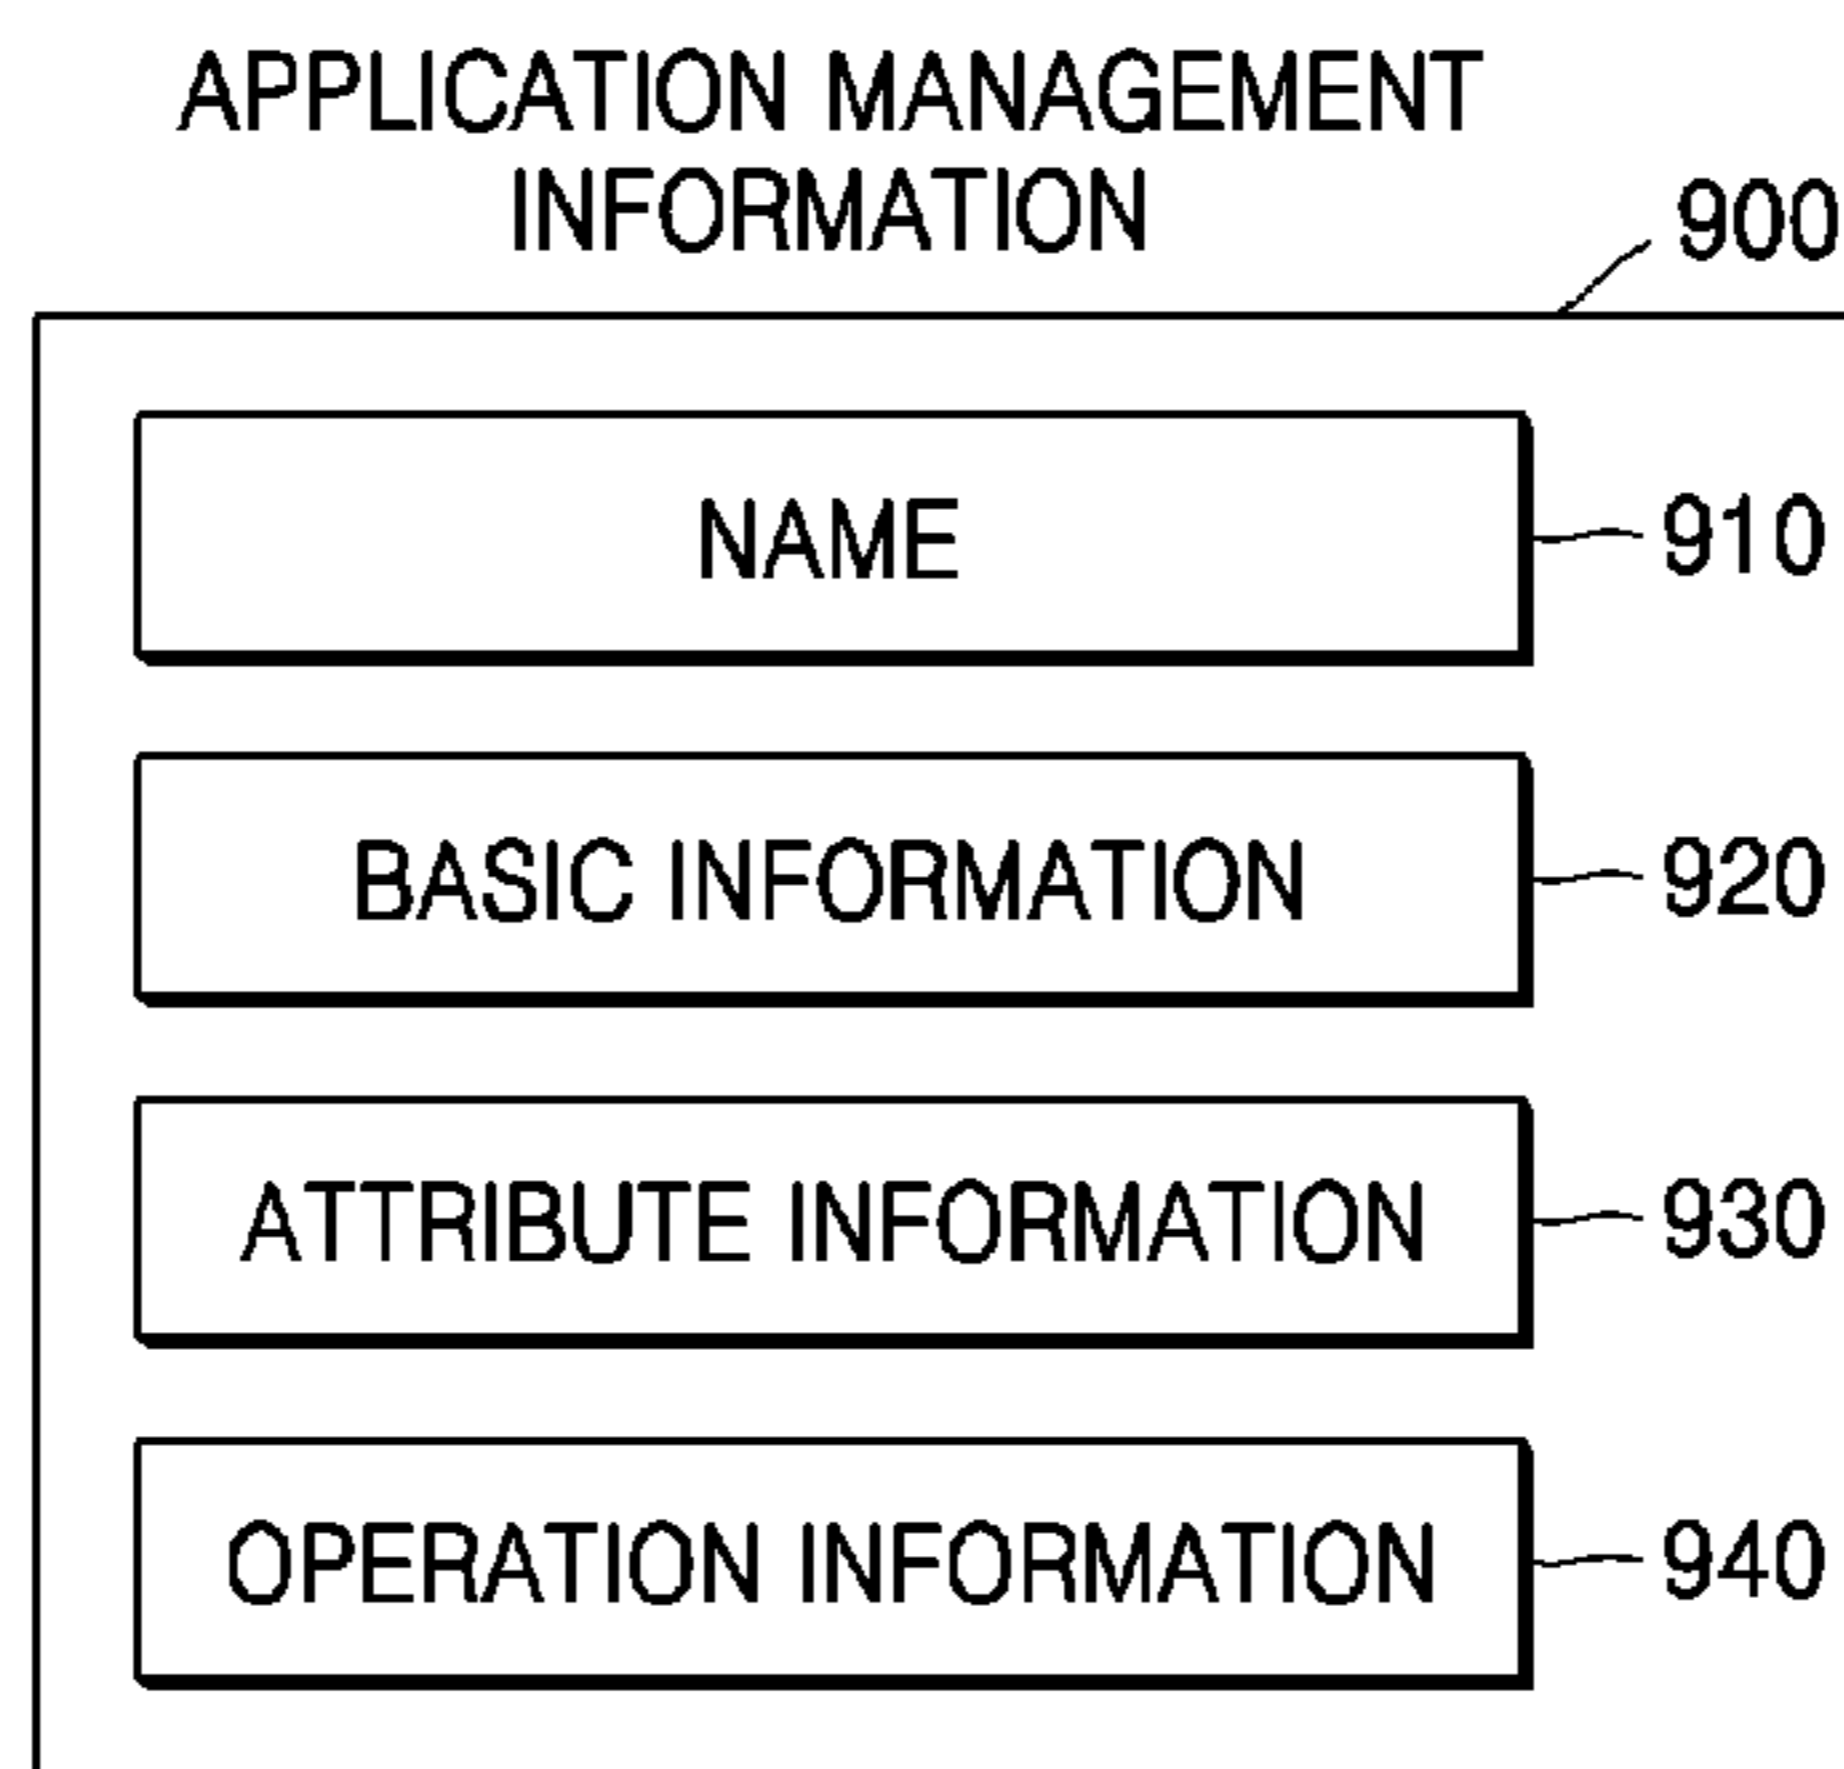 APPLICATION MANAGEMENT
INFORMATION
900
NAME
910
BASIC INFORMATION
920
ATTRIBUTE INFORMATION
930
OPERATION INFORMATION
940